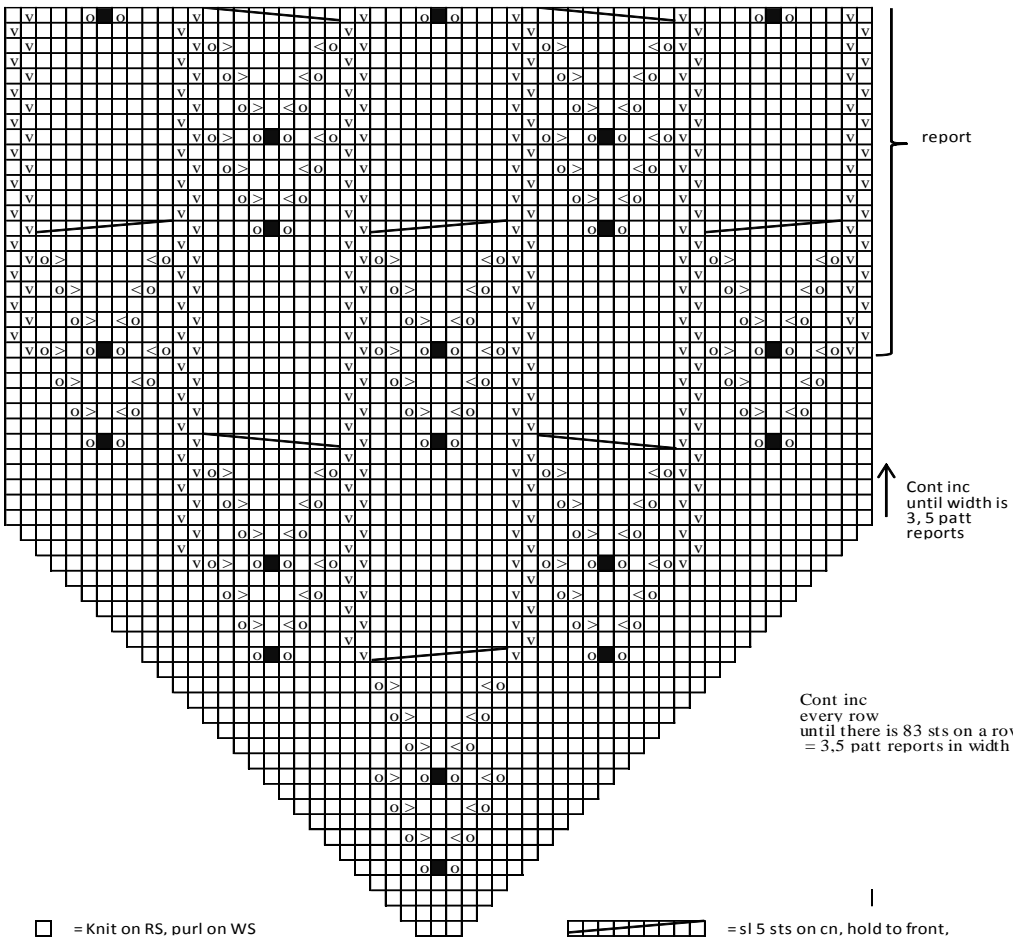 report
Cont inc
until width is
3, 5 patt
reports
Cont inc
every row
until there is 83 sts on a row
= 3,5 patt reports in width
= Knit on RS, purl on WS
= sl 5 sts on cn, hold to front,